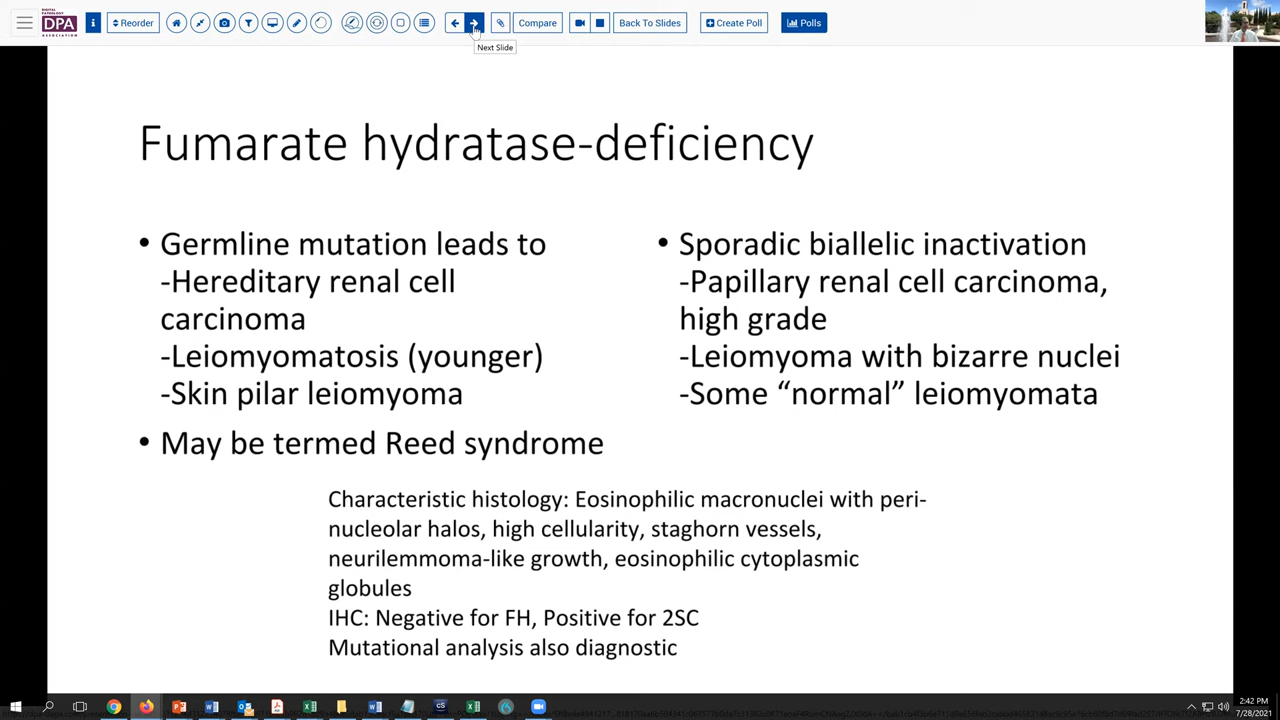 DIGITAL PATHOLOGY
DPA
ASSOCIATION
Reorder
Compare
Back To Slides
Create Poll
Polls
Next Slide
Fumarate hydratase-deficiency
• Germline mutation leads to
-Hereditary renal cell
carcinoma
-Leiomyomatosis (younger)
-Skin pilar leiomyoma
• May be termed Reed syndrome
• Sporadic biallelic inactivation
-Papillary renal cell carcinoma,
high grade
-Leiomyoma with bizarre nuclei
-Some “normal” leiomyomata
Characteristic histology: Eosinophilic macronuclei with peri-
nucleolar halos, high cellularity, staghorn vessels,
neurilemmoma-like growth, eosinophilic cytoplasmic
globules
IHC: Negative for FH, Positive for 2SC
Mutational analysis also diagnostic
2:42 PM
7/28/2021